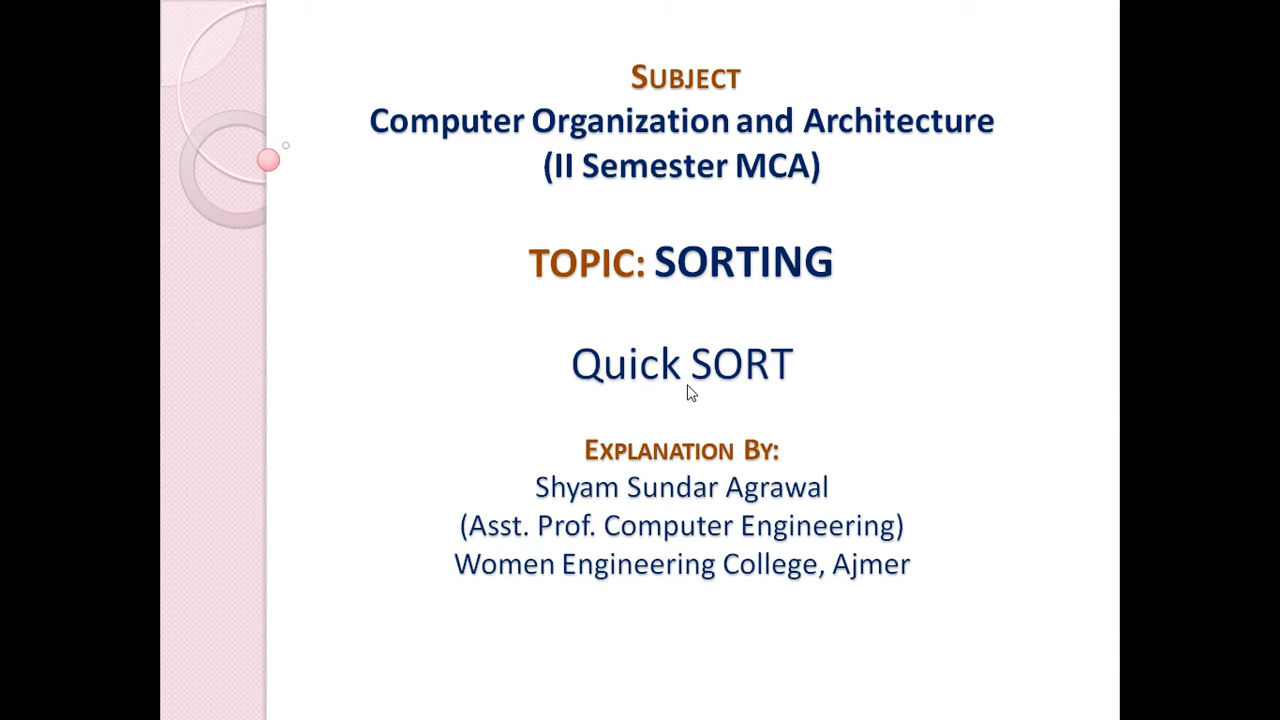 SUBJECT
Computer Organization and Architecture
(II Semester MCA)
TOPIC: SORTING
Quick SORT
EXPLANATION BY:
Shyam Sundar Agrawal
(Asst. Prof. Computer Engineering)
Women Engineering College, Ajmer